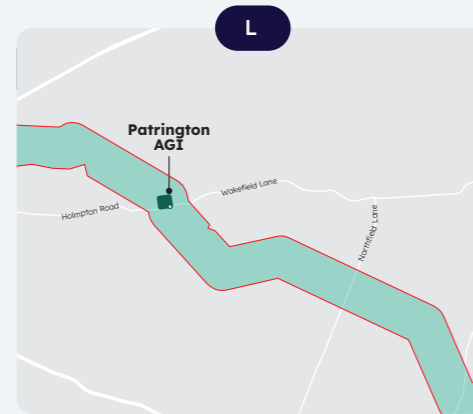 L
Patrington
AGI
Wakefield Lane
Holmpton Road
Northfield Lane